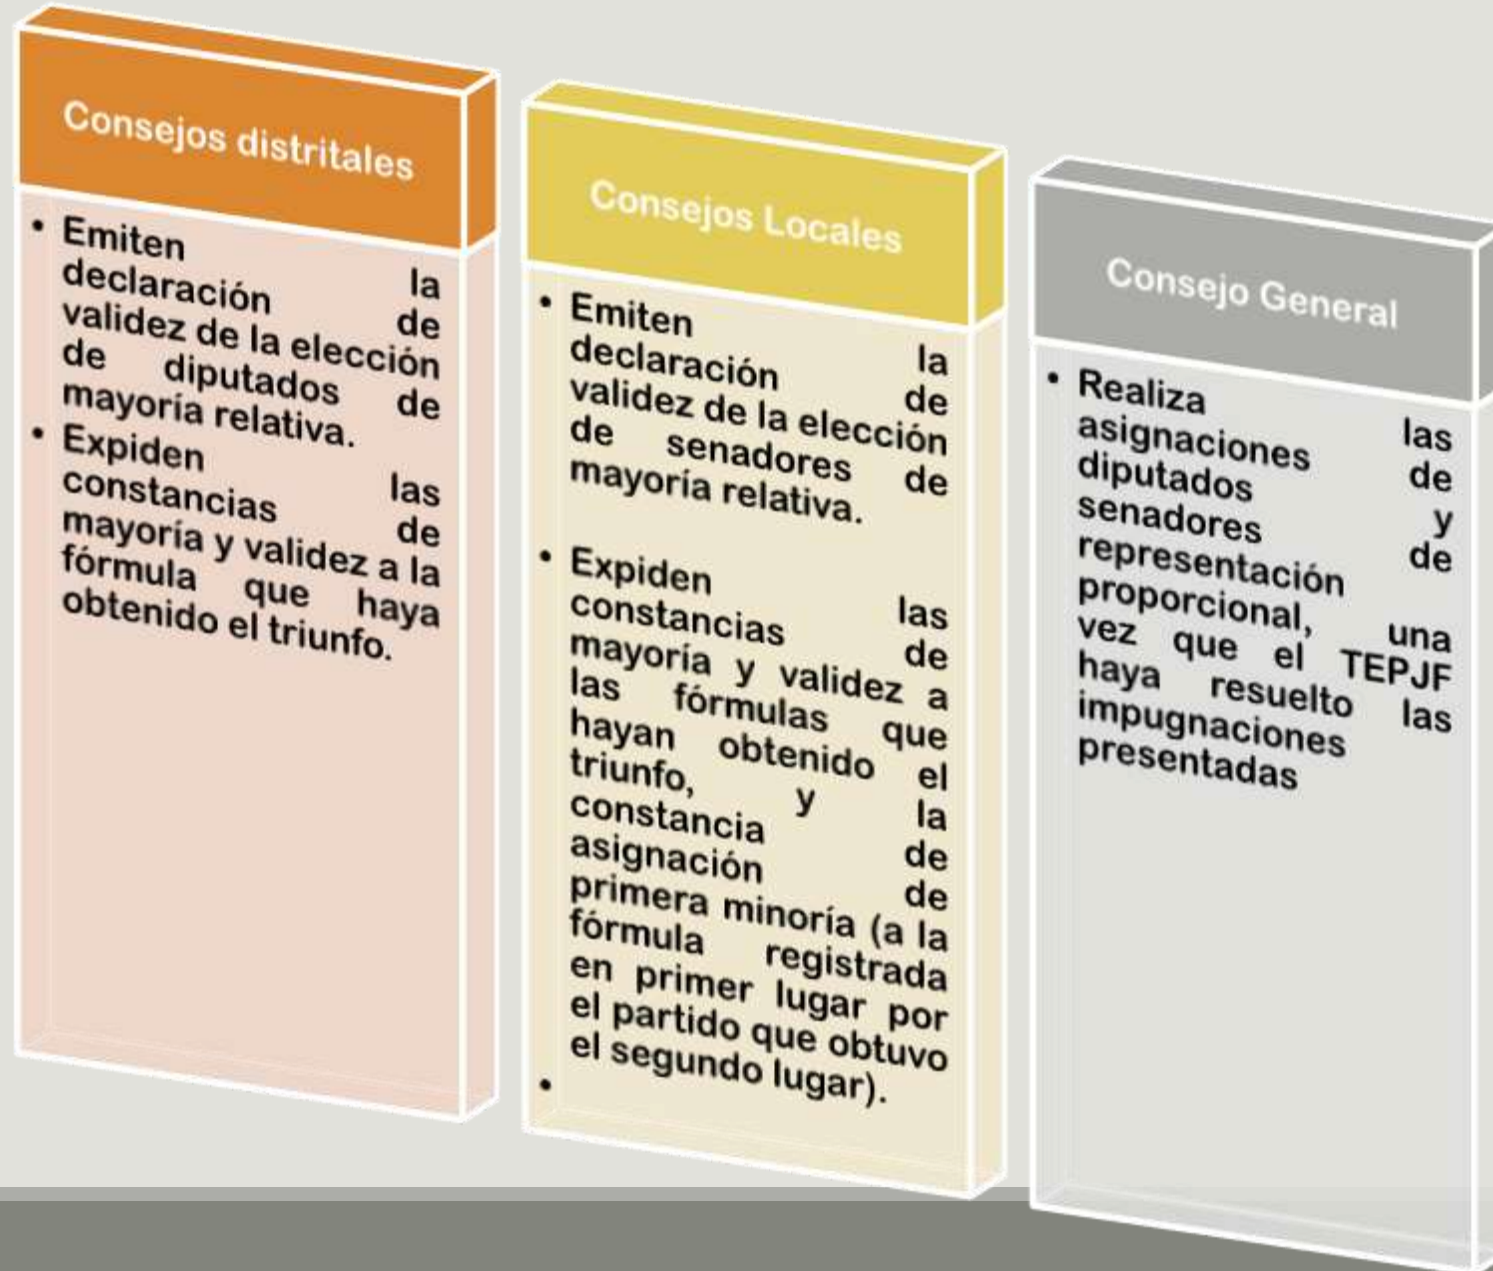 Consejos distritales
• Emiten la
declaración de
validez de la elección
de diputados de
mayoría relativa.
• Expiden las
constancias de
mayoría y validez a la
fórmula que haya
obtenido el triunfo.
Consejos Locales
• Emiten la
declaración de
validez de la elección
de senadores de
mayoría relativa.
• Expiden las
constancias de
mayoría y validez a
las fórmulas que
hayan obtenido el
triunfo, y la
constancia de
asignación de
primera minoría (a la
fórmula registrada
en primer lugar por
el partido que obtuvo
el segundo lugar).
•
Consejo General
• Realiza las
asignaciones de
diputados y
senadores de
representación
proporcional, una
vez que el TEPJF
haya resuelto las
impugnaciones
presentadas